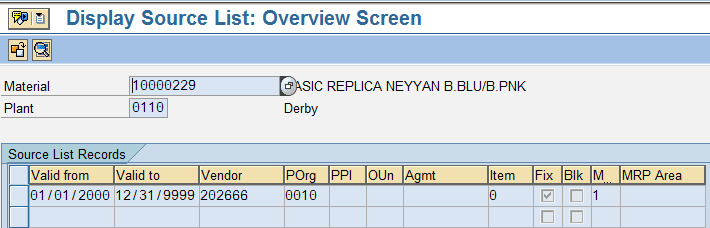 Display Source List: Overview Screen
Material 10000229 ASIC REPLICA NEYYAN B.BLU/B.PNK
Plant 0110 Derby
Source List Records
Valid from Valid to Vendor POrg PPl OUn Agmt Item Fix Blk M... MRP Area
01/01/2000 12/31/9999 202666 0010 0 1